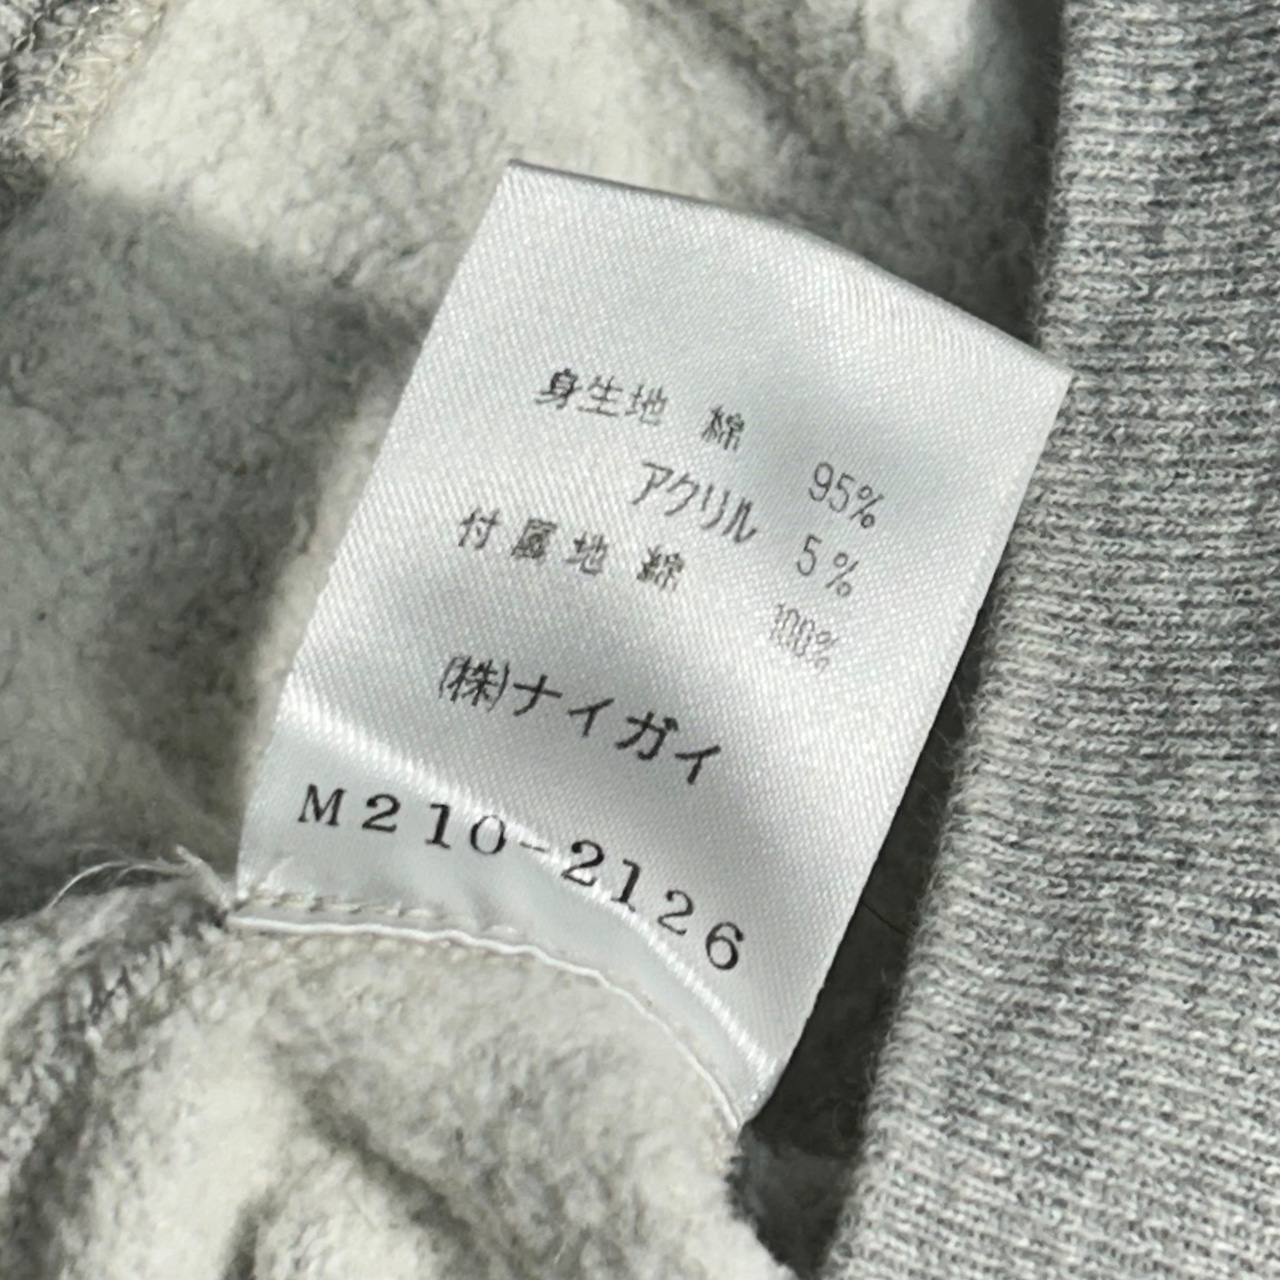 身生地 綿 95%
アクリル 5%
付属地 綿 100%
(株)ナイガイ
M210-2126